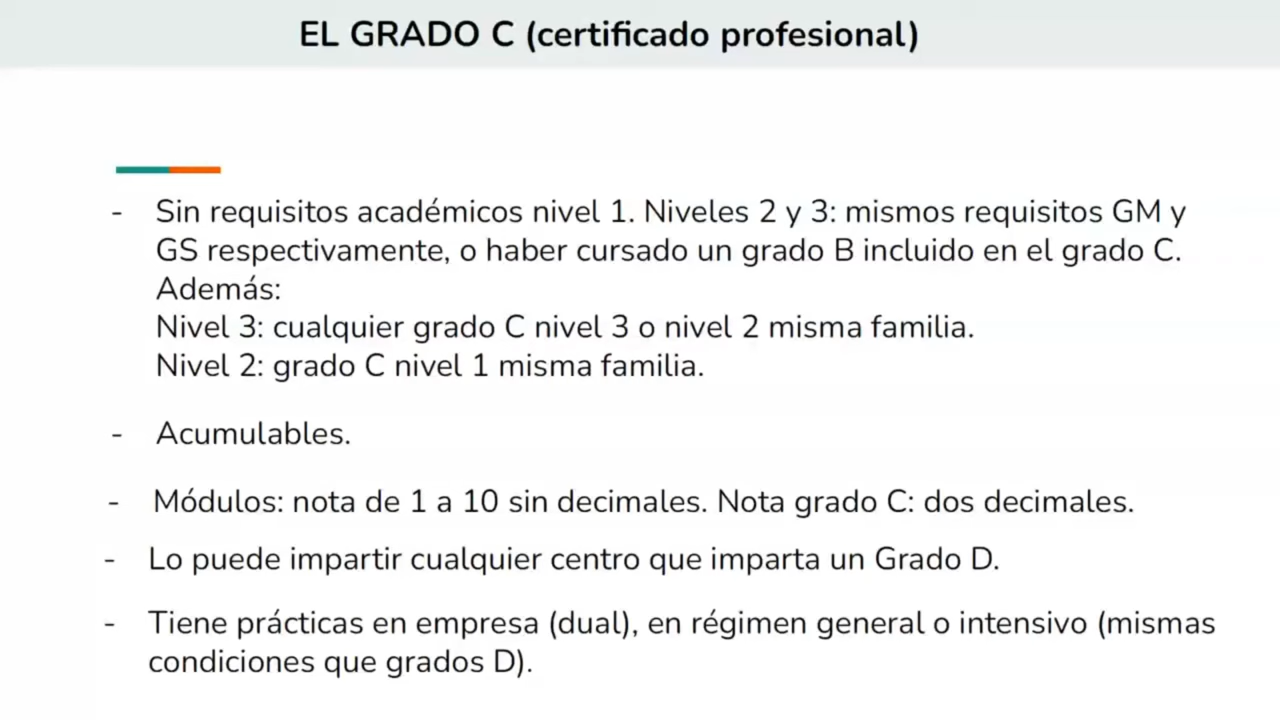 EL GRADO C (certificado profesional)
- Sin requisitos académicos nivel 1. Niveles 2 y 3: mismos requisitos GM y
GS respectivamente, o haber cursado un grado B incluido en el grado C.
Además:
Nivel 3: cualquier grado C nivel 3 o nivel 2 misma familia.
Nivel 2: grado C nivel 1 misma familia.
- Acumulables.
- Módulos: nota de 1 a 10 sin decimales. Nota grado C: dos decimales.
- Lo puede impartir cualquier centro que imparta un Grado D.
- Tiene prácticas en empresa (dual), en régimen general o intensivo (mismas
condiciones que grados D).